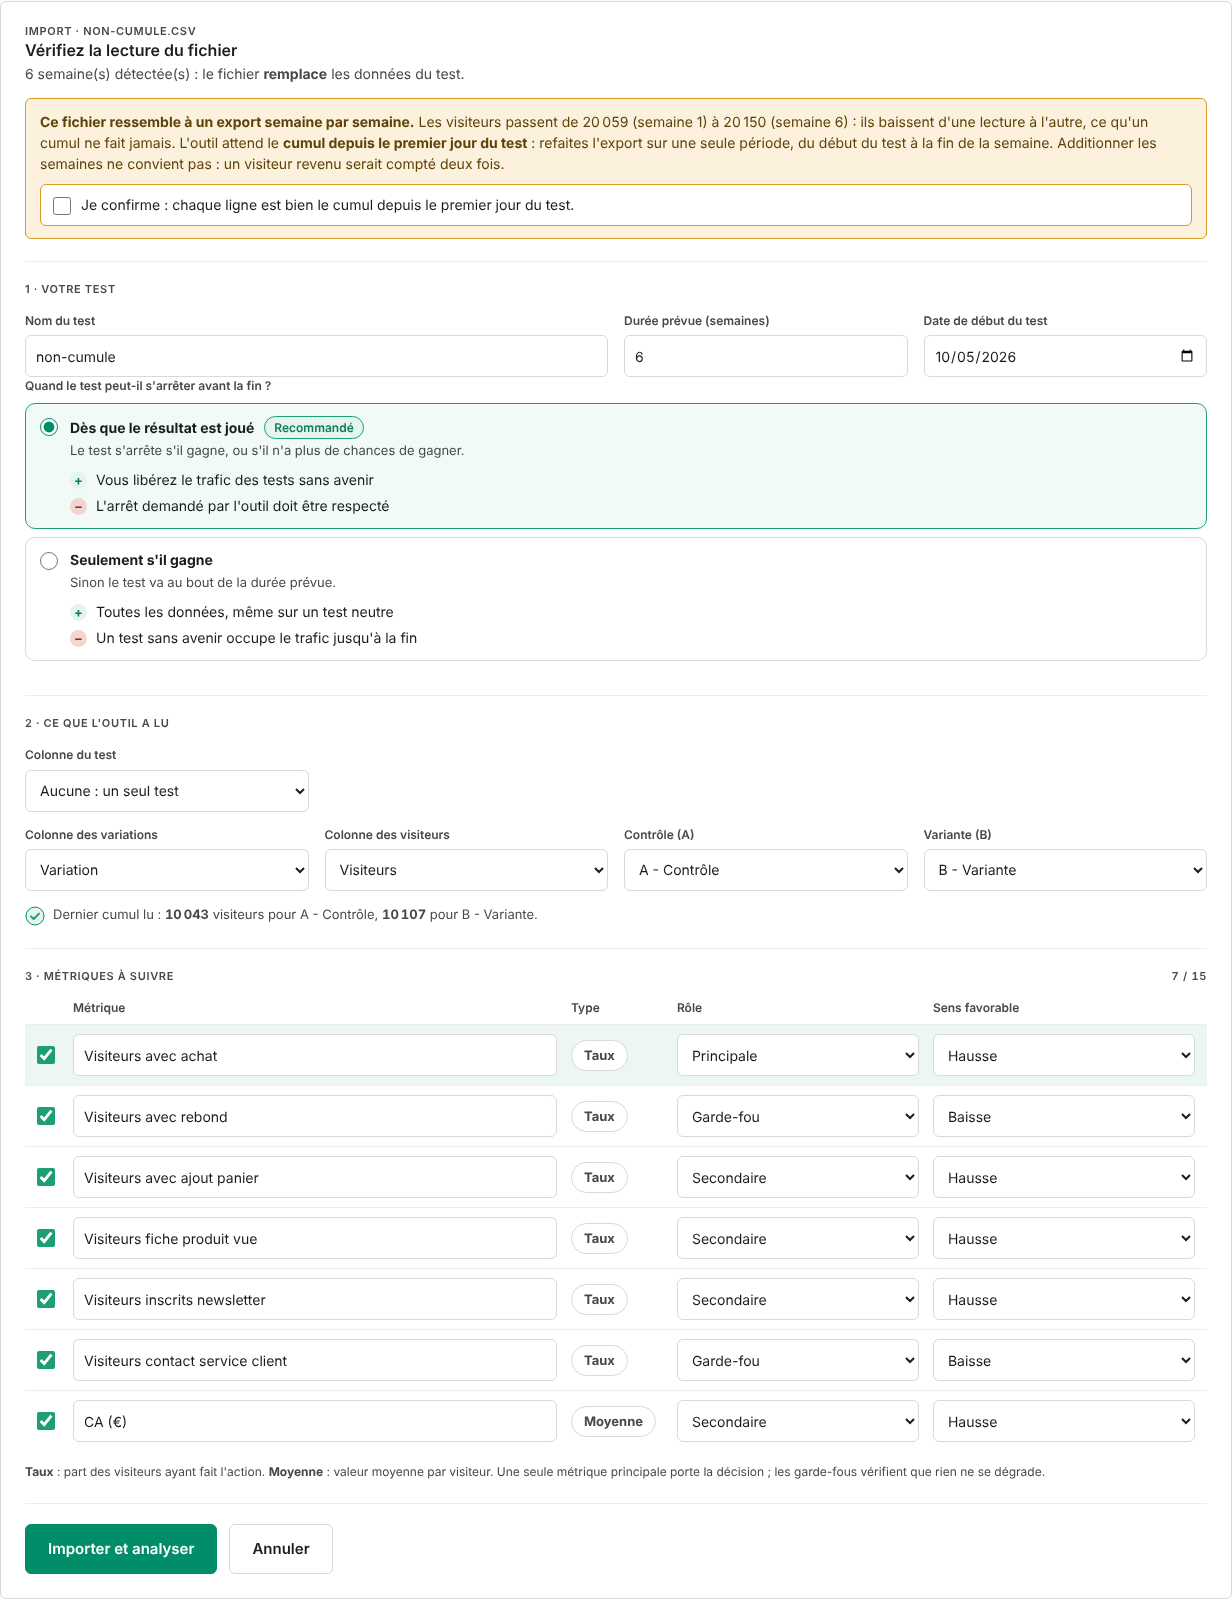 IMPORT · NON-CUMULE.CSV
Vérifiez la lecture du fichier
6 semaine(s) détectée(s) : le fichier remplace les données du test.
Ce fichier ressemble à un export semaine par semaine. Les visiteurs passent de 20 059 (semaine 1) à 20 150 (semaine 6) : ils baissent d'une lecture à l'autre, ce qu'un
cumul ne fait jamais. L'outil attend le cumul depuis le premier jour du test : refaites l'export sur une seule période, du début du test à la fin de la semaine. Additionner les
semaines ne convient pas : un visiteur revenu serait compté deux fois.
Je confirme : chaque ligne est bien le cumul depuis le premier jour du test.
1 · VOTRE TEST
Nom du test Durée prévue (semaines) Date de début du test
non-cumule 6 10/05/2026
Quand le test peut-il s'arrêter avant la fin ?
Dès que le résultat est joué Recommandé
Le test s'arrête s'il gagne, ou s'il n'a plus de chances de gagner.
+ Vous libérez le trafic des tests sans avenir
− L'arrêt demandé par l'outil doit être respecté
Seulement s'il gagne
Sinon le test va au bout de la durée prévue.
+ Toutes les données, même sur un test neutre
− Un test sans avenir occupe le trafic jusqu'à la fin
2 · CE QUE L'OUTIL A LU
Colonne du test
Aucune : un seul test
Colonne des variations Colonne des visiteurs Contrôle (A) Variante (B)
Variation Visiteurs A - Contrôle B - Variante
Dernier cumul lu : 10 043 visiteurs pour A - Contrôle, 10 107 pour B - Variante.
3 · MÉTRIQUES À SUIVRE 7 / 15
Métrique Type Rôle Sens favorable
Visiteurs avec achat Taux Principale Hausse
Visiteurs avec rebond Taux Garde-fou Baisse
Visiteurs avec ajout panier Taux Secondaire Hausse
Visiteurs fiche produit vue Taux Secondaire Hausse
Visiteurs inscrits newsletter Taux Secondaire Hausse
Visiteurs contact service client Taux Garde-fou Baisse
CA (€) Moyenne Secondaire Hausse
Taux : part des visiteurs ayant fait l'action. Moyenne : valeur moyenne par visiteur. Une seule métrique principale porte la décision ; les garde-fous vérifient que rien ne se dégrade.
Importer et analyser Annuler